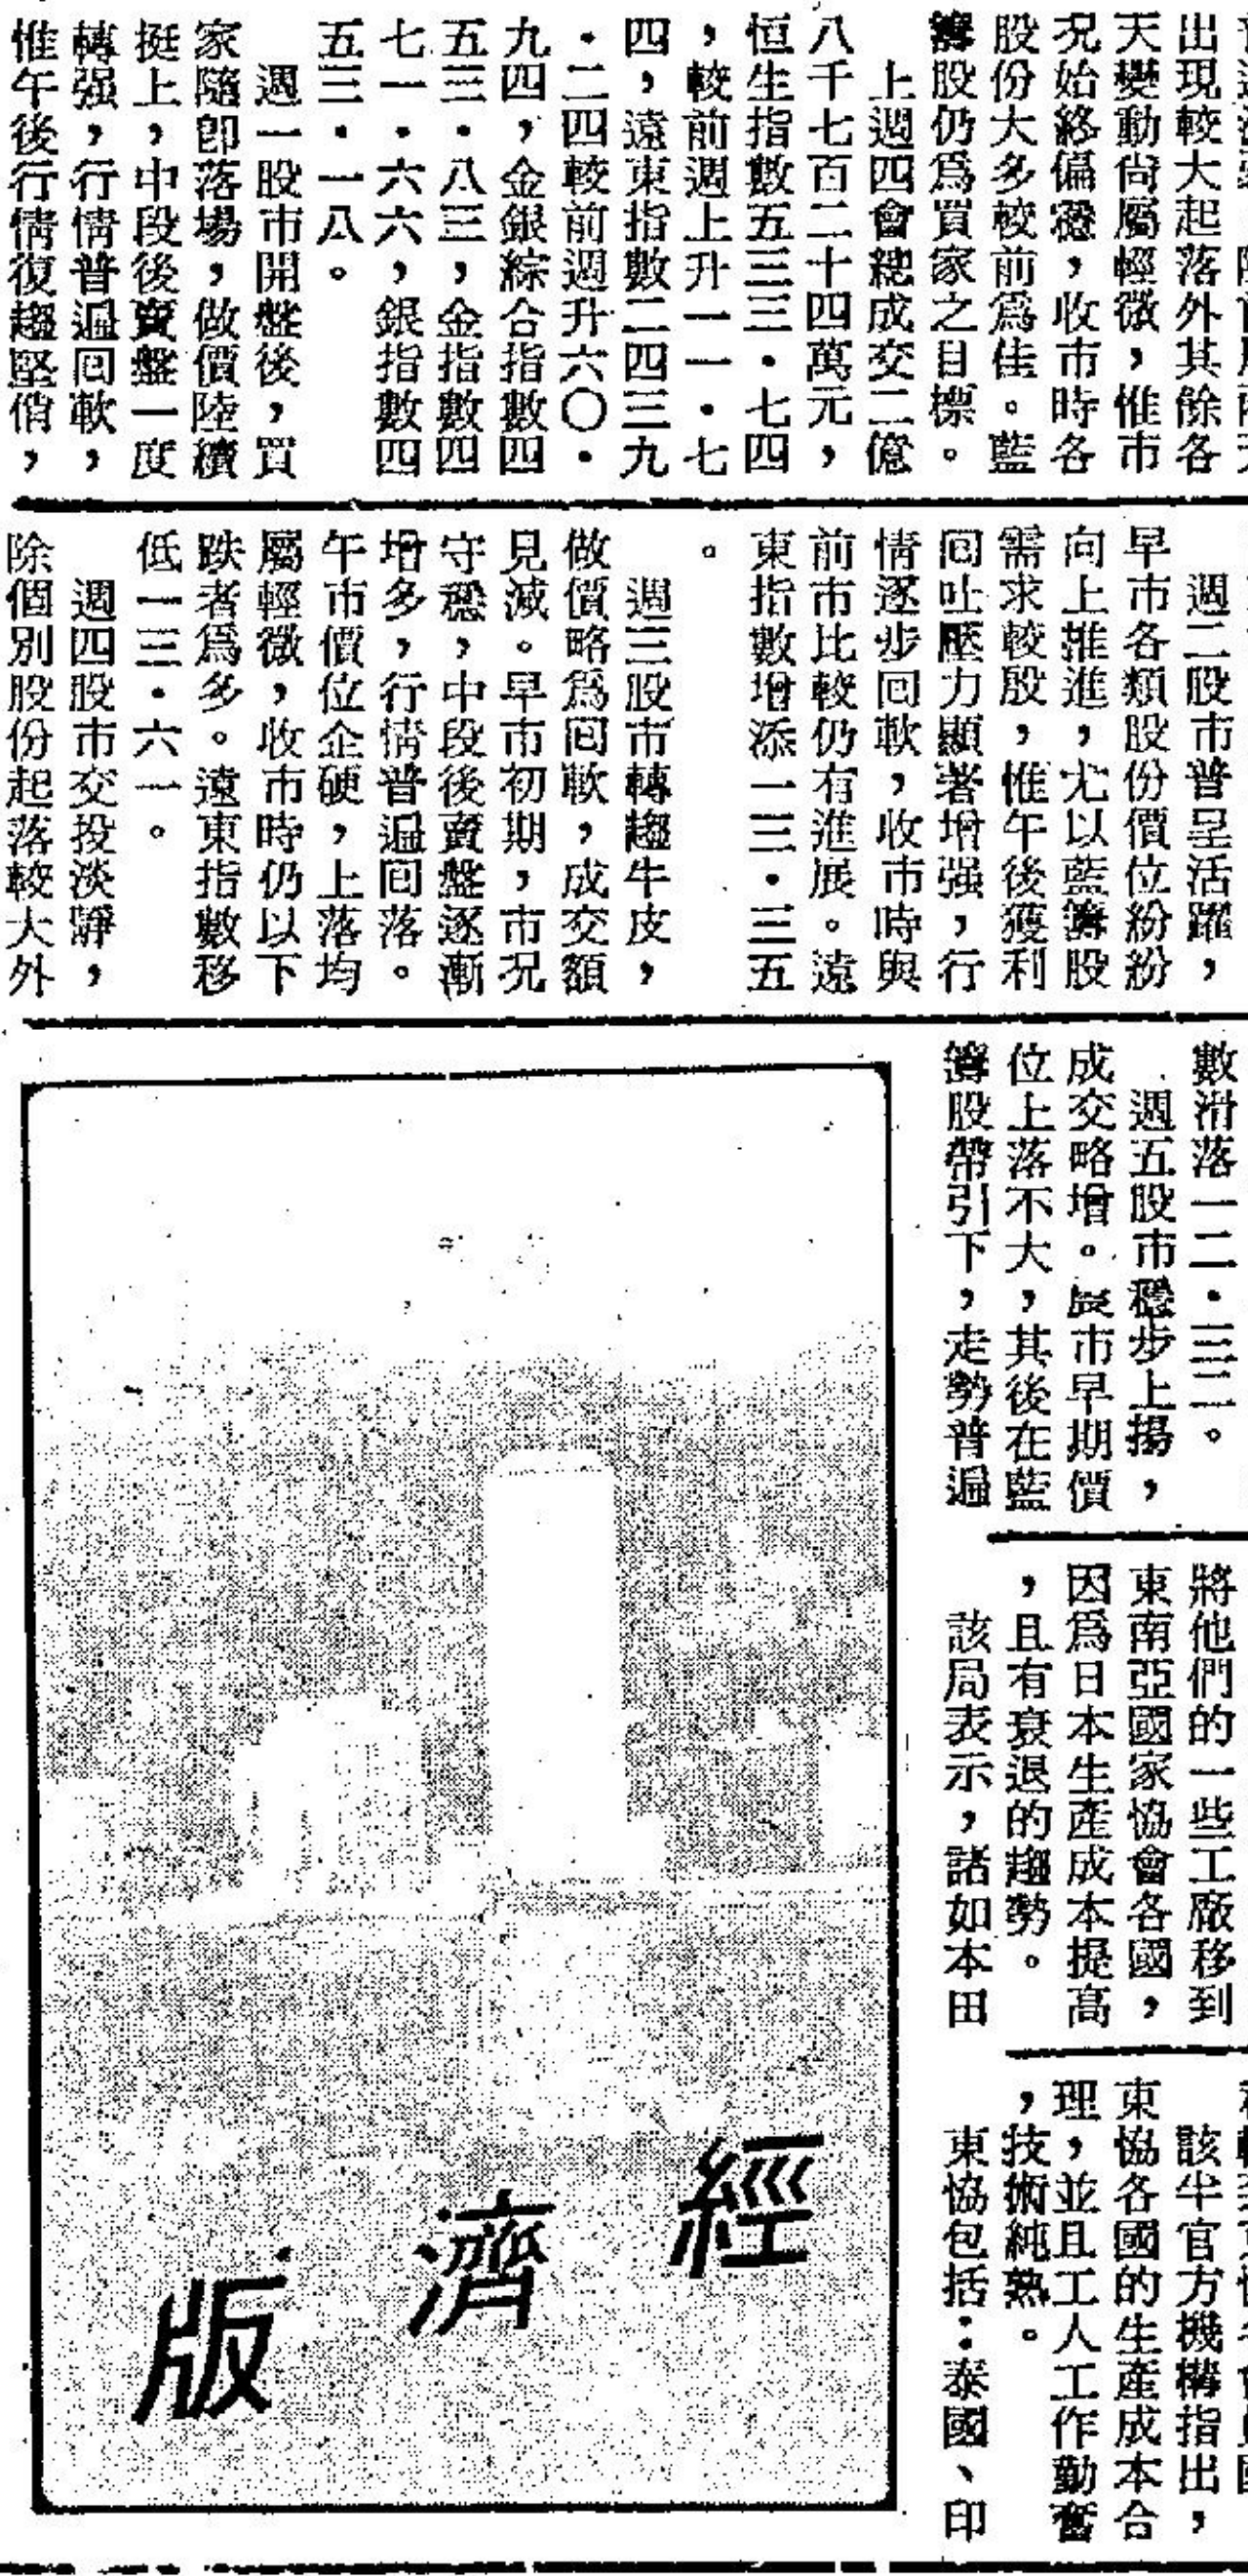 出現較大起落外其餘各
天變動尙屬輕微，惟市
况始終偏穩，收市時各
股份大多較前爲佳。藍
籌股仍爲買家之目標。
上週四會總成交二億
八千七百二十四萬元，
恒生指數五三三・七四
，較前週上升一一・七
四，遠東指數二四三九
・二四較前週升六〇・
九四，金銀綜合指數四
五三・八三，金指數四
七一・六六，銀指數四
五三・一八。
週一股市開盤後，買
家隨卽落場，做價陸續
挺上，中段後賣盤一度
轉强，行情普遍回軟，
惟午後行情復趨堅俏，
週二股市普呈活躍，
早市各類股份價位紛紛
向上推進，尤以藍籌股
需求較殷，惟午後獲利
回吐壓力顯著增强，行
情逐步回軟，收市時與
前市比較仍有進展。遠
東指數增添一三・三五
。
週三股市轉趨牛皮，
做價略爲回軟，成交額
見減。早市初期，市况
守穩，中段後賣盤逐漸
增多，行情普遍回落。
午市價位企硬，上落均
屬輕微，收市時仍以下
跌者爲多。遠東指數移
低一三・六一。
週四股市交投淡靜，
除個別股份起落較大外
數滑落一二・三二。
週五股市穩步上揚，
成交略增。晨市早期價
位上落不大，其後在藍
籌股帶引下，走勢普遍
將他們的一些工廠移到
東南亞國家協會各國，
因爲日本生產成本提高
，且有衰退的趨勢。
該局表示，諸如本田
該半官方機構指出，
東協各國的生產成本合
理，並且工人工作勤奮
，技術純熟。
東協包括：泰國、印
經濟版